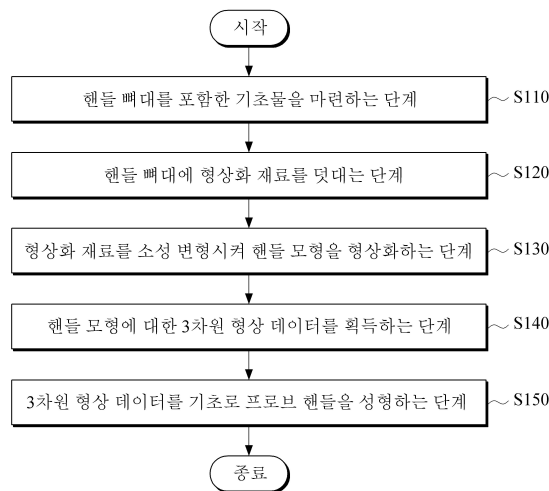 시작
핸들 뼈대를 포함한 기초물을 마련하는 단계 S110
핸들 뼈대에 형상화 재료를 덧대는 단계 S120
형상화 재료를 소성 변형시켜 핸들 모형을 형상화하는 단계 S130
핸들 모형에 대한 3차원 형상 데이터를 획득하는 단계 S140
3차원 형상 데이터를 기초로 프로브 핸들을 성형하는 단계 S150
종료